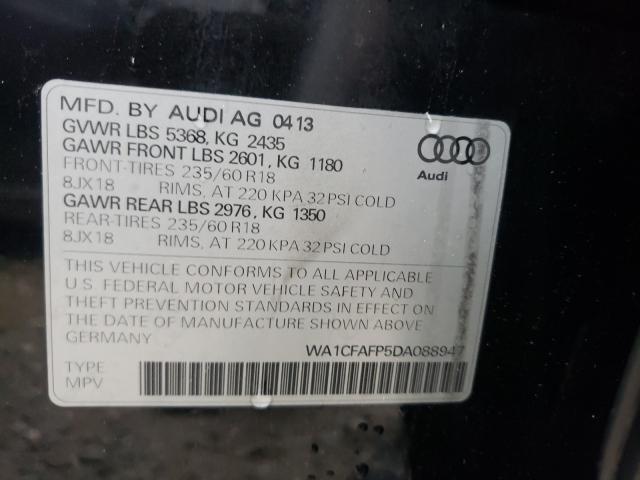 MFD. BY AUDI AG 0413
GVWR LBS 5368, KG 2435
GAWR FRONT LBS 2601, KG 1180
FRONT-TIRES 235/60 R18
8JX18 RIMS, AT 220 KPA 32 PSI COLD
GAWR REAR LBS 2976, KG 1350
REAR-TIRES 235/60 R18
8JX18 RIMS, AT 220 KPA 32 PSI COLD
Audi
THIS VEHICLE CONFORMS TO ALL APPLICABLE
U.S. FEDERAL MOTOR VEHICLE SAFETY AND
THEFT PREVENTION STANDARDS IN EFFECT ON
THE DATE OF MANUFACTURE SHOWN ABOVE
GERMANY
WA1CFAFP5DA088947
TYPE
MPV